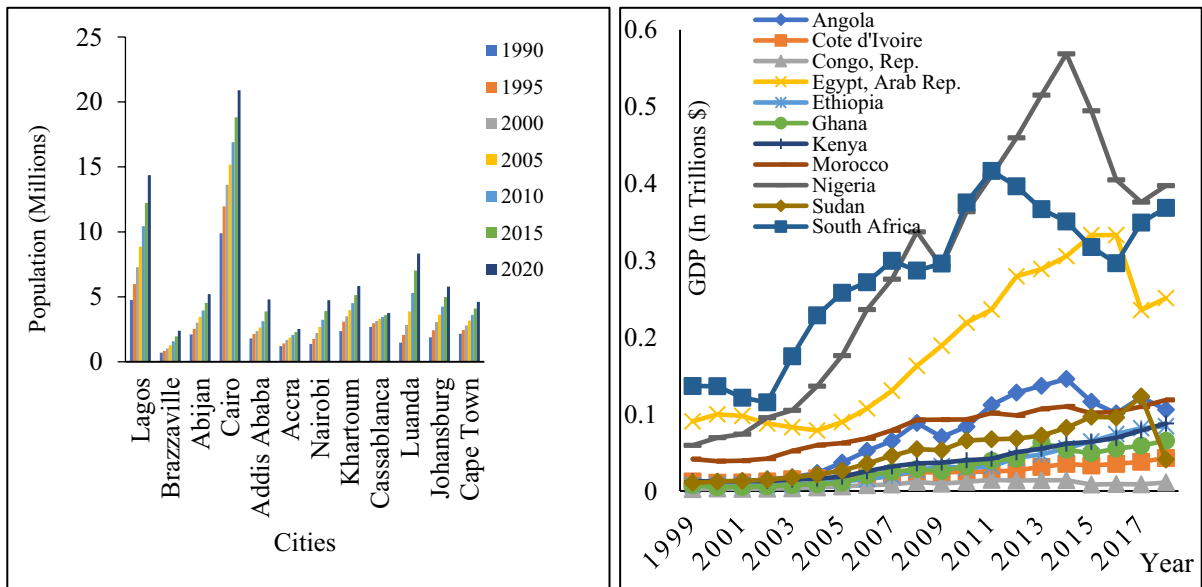 25
20
15
10
5
0
Population (Millions)
1990
1995
2000
2005
2010
2015
2020
Lagos
Brazzaville
Abijan
Cairo
Addis Ababa
Accra
Nairobi
Khartoum
Cassablanca
Luanda
Johansburg
Cape Town
Cities
0.6
0.5
0.4
0.3
0.2
0.1
0
GDP (In Trillions $)
Angola
Cote d'Ivoire
Congo, Rep.
Egypt, Arab Rep.
Ethiopia
Ghana
Kenya
Morocco
Nigeria
Sudan
South Africa
1999
2001
2003
2005
2007
2009
2011
2013
2015
2017
Year